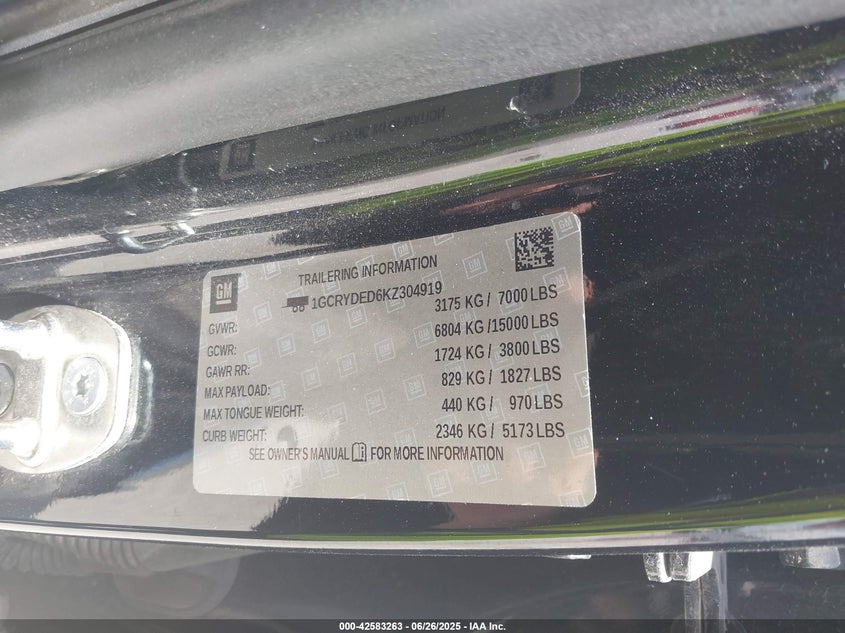 GM
TRAILERING INFORMATION
1GCRYDED6KZ304919
GVWR: 3175 KG / 7000 LBS
GCWR: 6804 KG / 15000 LBS
GAWR RR: 1724 KG / 3800 LBS
MAX PAYLOAD: 829 KG / 1827 LBS
MAX TONGUE WEIGHT: 440 KG / 970 LBS
CURB WEIGHT: 2346 KG / 5173 LBS
SEE OWNER'S MANUAL FOR MORE INFORMATION
000-42583263 - 06/26/2025 - IAA Inc.